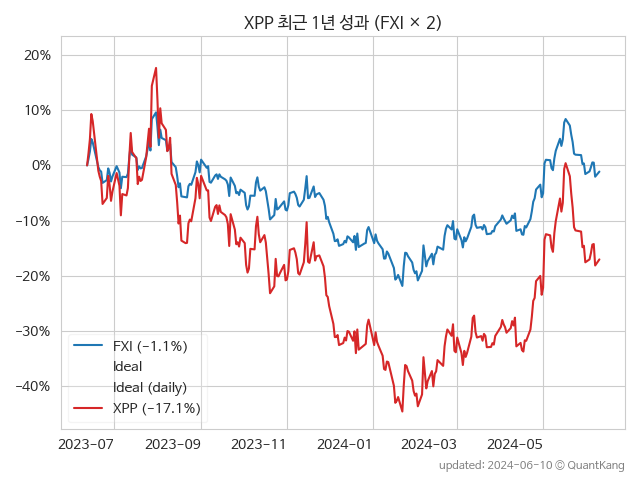 XPP 최근 1년 성과 (FXI × 2)
20%
10%
0%
−10%
−20%
−30%
−40%
FXI (−1.1%)
Ideal
Ideal (daily)
XPP (−17.1%)
2023-07 2023-09 2023-11 2024-01 2024-03 2024-05
updated: 2024-06-10 © QuantKang